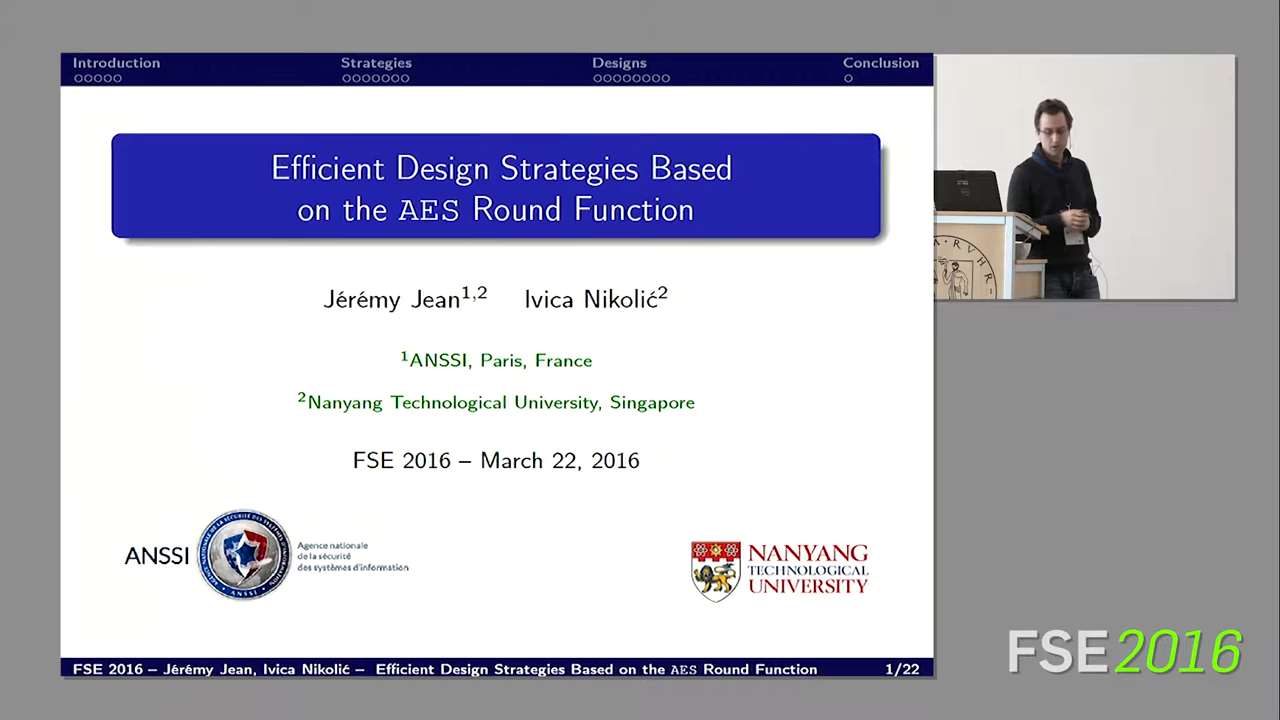 Introduction Strategies Designs Conclusion
Efficient Design Strategies Based
on the AES Round Function
Jérémy Jean1,2 Ivica Nikolić2
1ANSSI, Paris, France
2Nanyang Technological University, Singapore
FSE 2016 – March 22, 2016
ANSSI
Agence nationale
de la sécurité
des systèmes d'information
NANYANG
TECHNOLOGICAL
UNIVERSITY
FSE 2016 – Jérémy Jean, Ivica Nikolić – Efficient Design Strategies Based on the AES Round Function 1/22
FSE2016